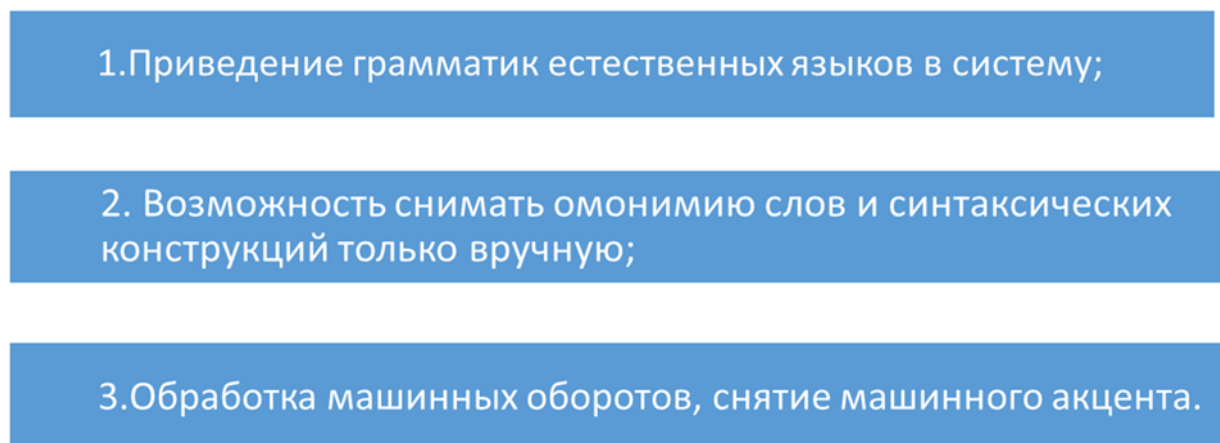 1.Приведение грамматик естественных языков в систему;
2. Возможность снимать омонимию слов и синтаксических
конструкций только вручную;
3.Обработка машинных оборотов, снятие машинного акцента.